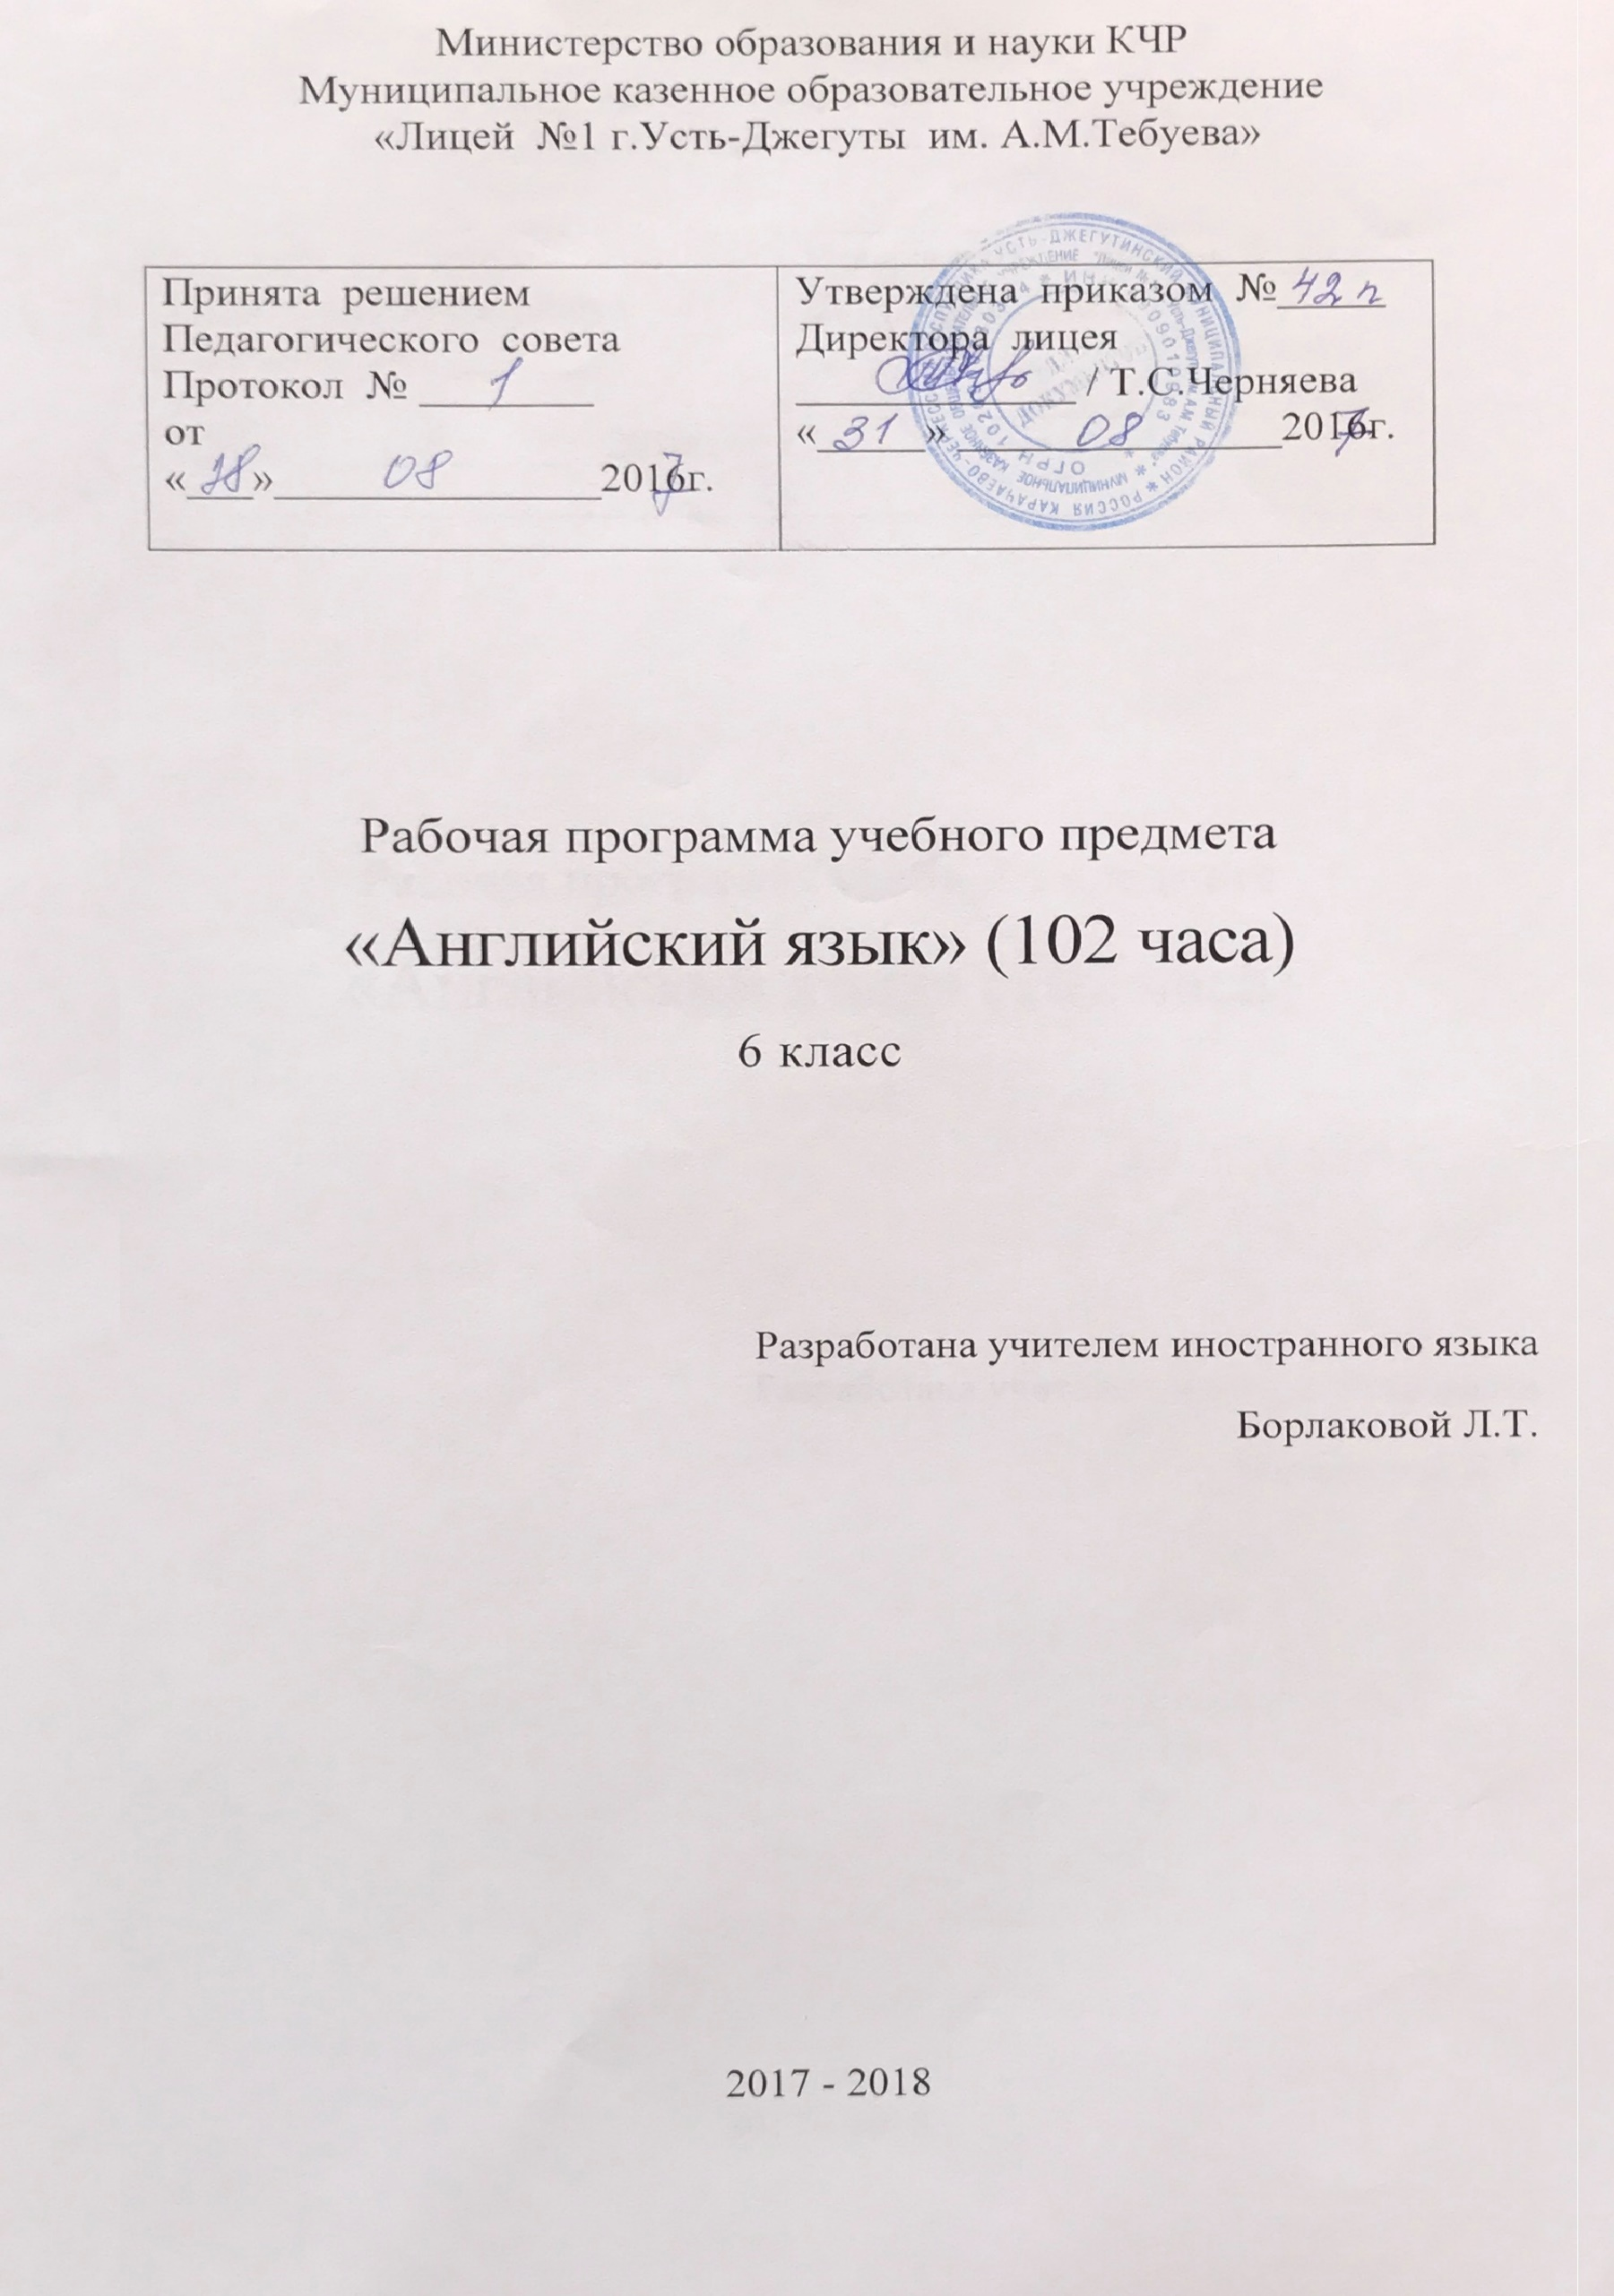 Министерство образования и науки КЧР
Муниципальное казенное образовательное учреждение
«Лицей №1 г.Усть-Джегуты им. А.М.Тебуева»
Принята решением
Педагогического совета
Протокол № 1
от
« » 08 2017г.
Утверждена приказом № 42 п
Директора лицея
/ Т.С.Черняева
« 31 » 08 2017г.
ДЛЯ
ДОКУМЕНТОВ
Рабочая программа учебного предмета
«Английский язык» (102 часа)
6 класс
Разработана учителем иностранного языка
Борлаковой Л.Т.
2017 - 2018